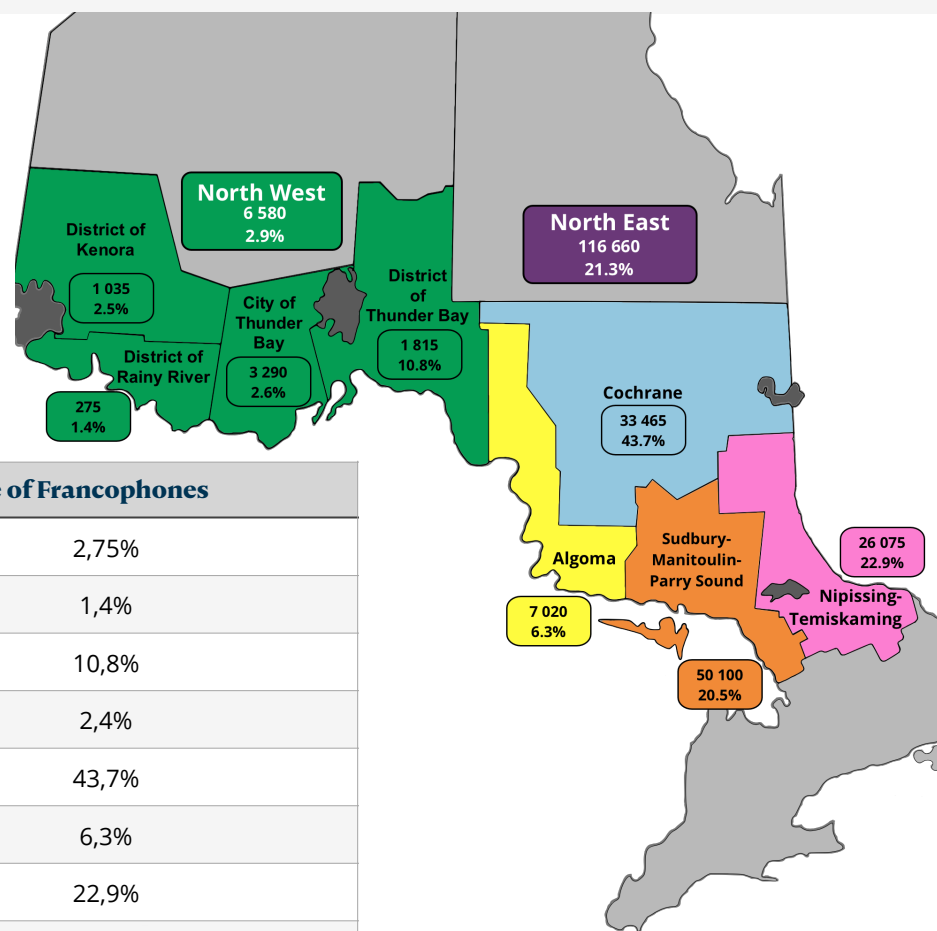 North West
6 580
2.9%
North East
116 660
21.3%
District of
Kenora
1 035
2.5%
City of
Thunder
Bay
3 290
2.6%
District
of
Thunder Bay
1 815
10.8%
District of
Rainy River
275
1.4%
Cochrane
33 465
43.7%
Algoma
7 020
6.3%
Sudbury-
Manitoulin-
Parry Sound
50 100
20.5%
26 075
22.9%
Nipissing-
Temiskaming
of Francophones
2,75%
1,4%
10,8%
2,4%
43,7%
6,3%
22,9%